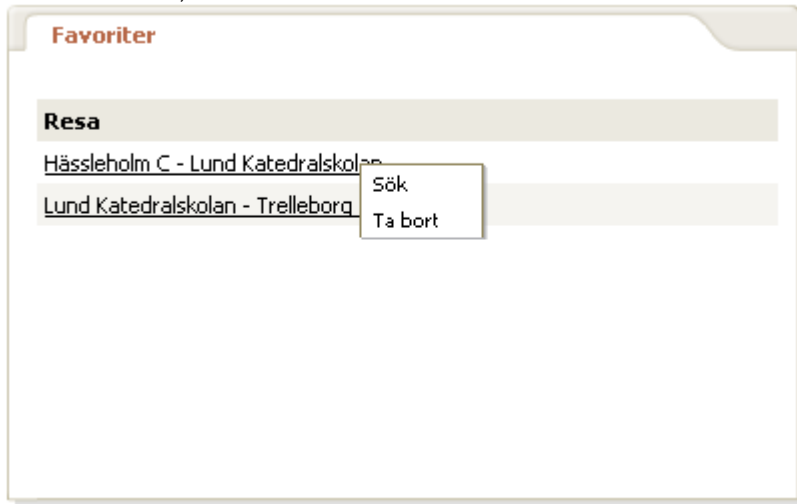 Favoriter
Resa
Hässleholm C - Lund Katedralskolan
Sök
Lund Katedralskolan - Trelleborg
Ta bort